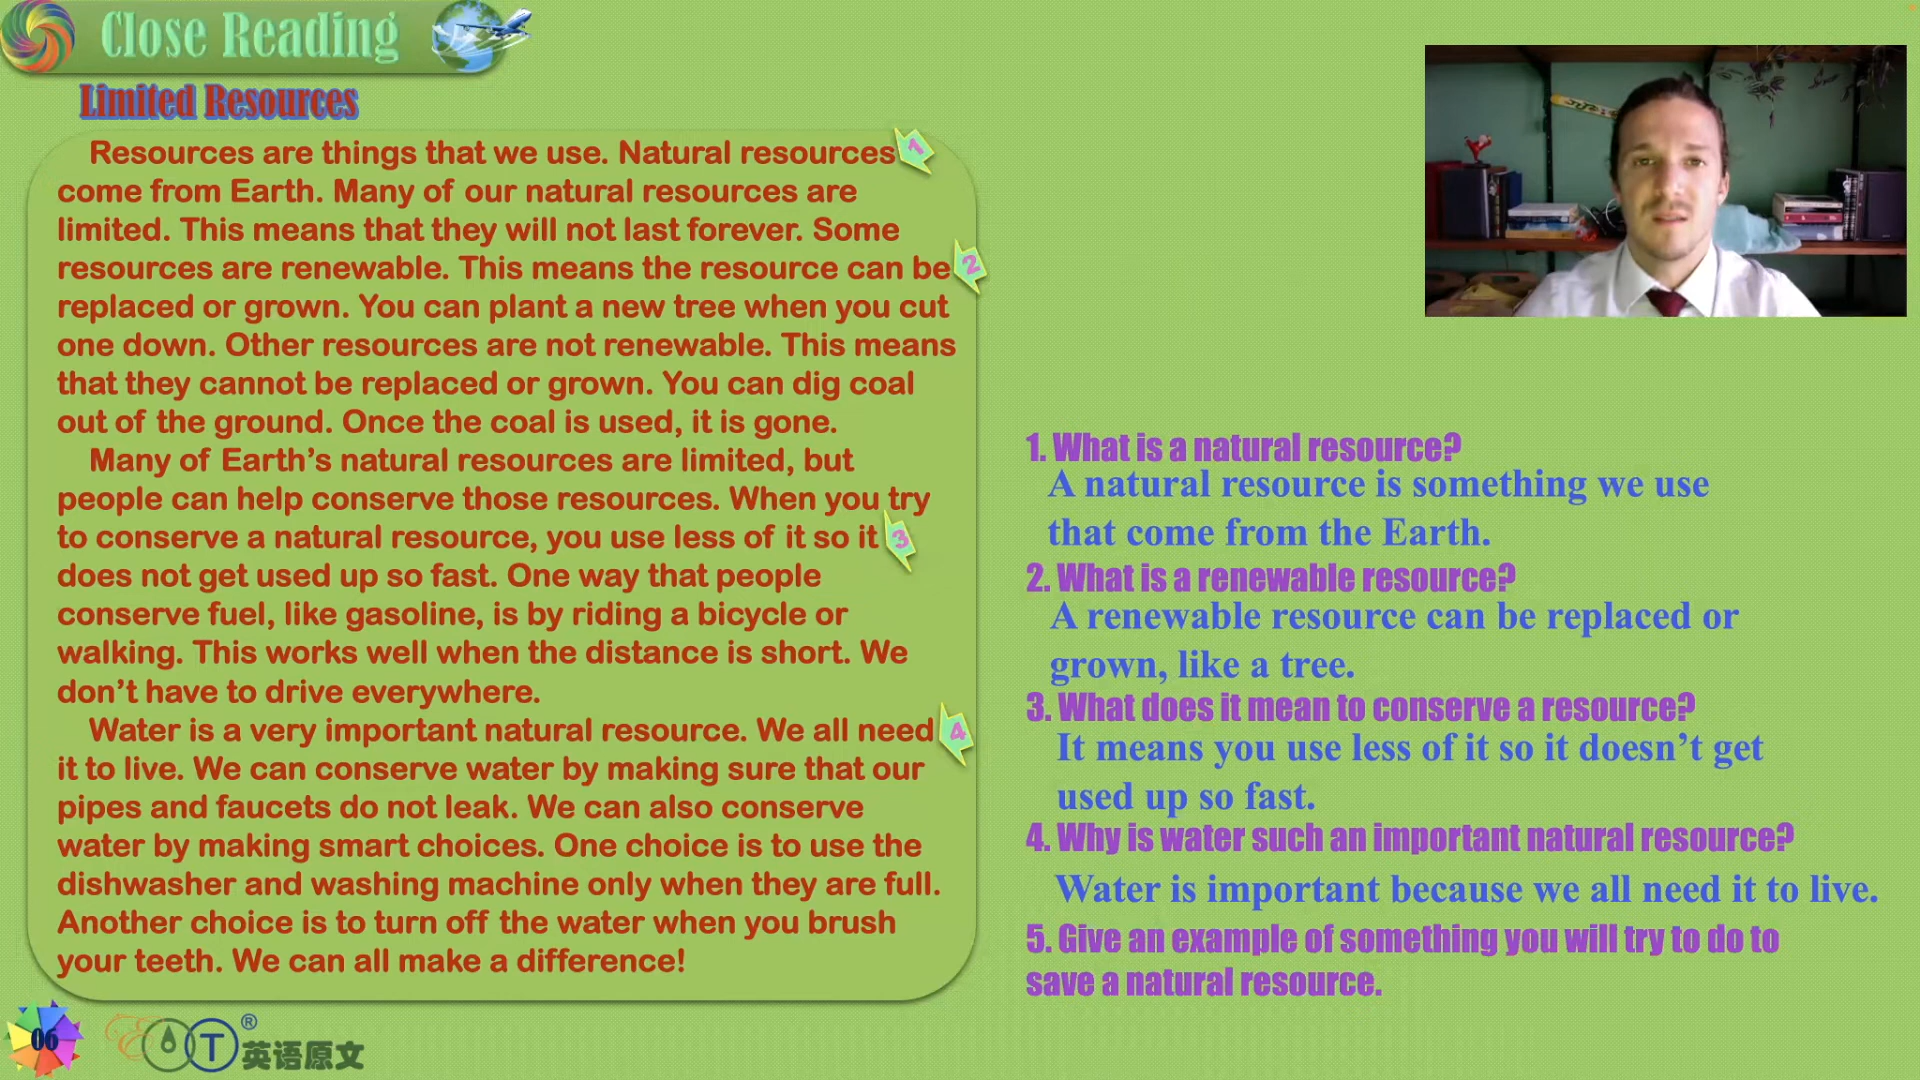 Close Reading
Limited Resources
Resources are things that we use. Natural resources
come from Earth. Many of our natural resources are
limited. This means that they will not last forever. Some
resources are renewable. This means the resource can be
replaced or grown. You can plant a new tree when you cut
one down. Other resources are not renewable. This means
that they cannot be replaced or grown. You can dig coal
out of the ground. Once the coal is used, it is gone.
Many of Earth’s natural resources are limited, but
people can help conserve those resources. When you try
to conserve a natural resource, you use less of it so it
does not get used up so fast. One way that people
conserve fuel, like gasoline, is by riding a bicycle or
walking. This works well when the distance is short. We
don’t have to drive everywhere.
Water is a very important natural resource. We all need
it to live. We can conserve water by making sure that our
pipes and faucets do not leak. We can also conserve
water by making smart choices. One choice is to use the
dishwasher and washing machine only when they are full.
Another choice is to turn off the water when you brush
your teeth. We can all make a difference!
1
2
3
4
1. What is a natural resource?
A natural resource is something we use
that come from the Earth.
2. What is a renewable resource?
A renewable resource can be replaced or
grown, like a tree.
3. What does it mean to conserve a resource?
It means you use less of it so it doesn’t get
used up so fast.
4. Why is water such an important natural resource?
Water is important because we all need it to live.
5. Give an example of something you will try to do to
save a natural resource.
06
T ® 英语原文